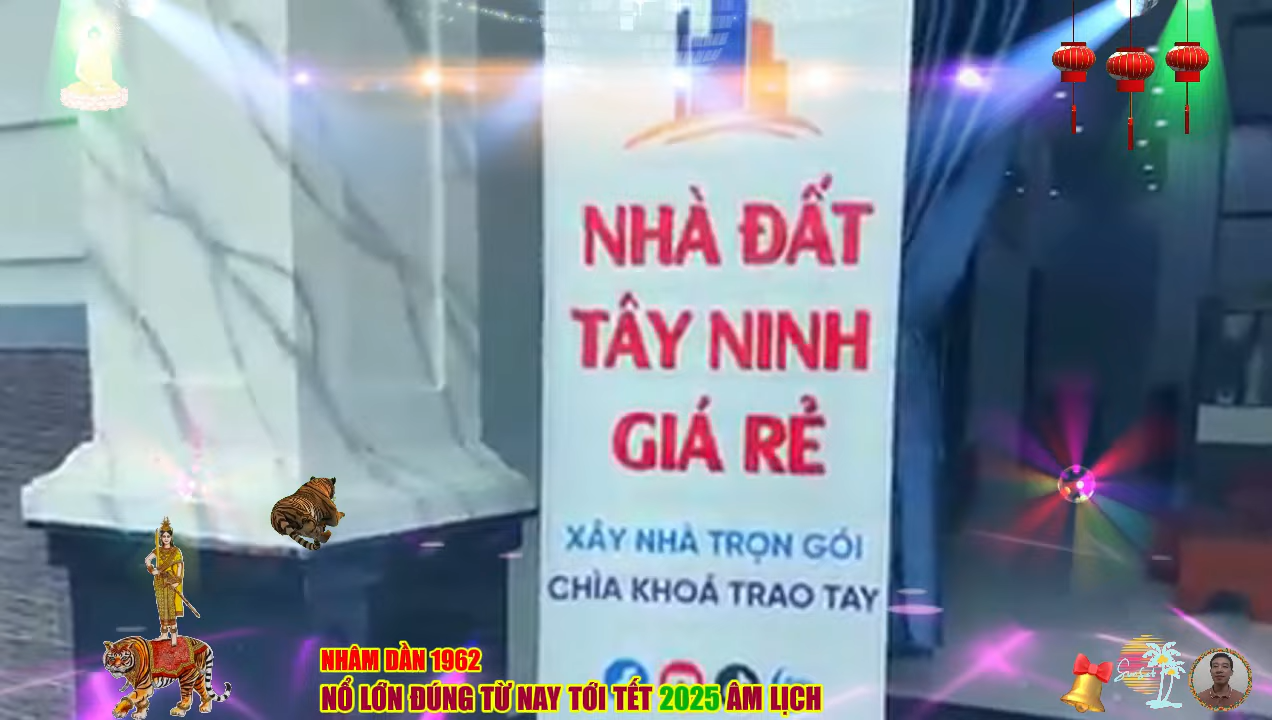 NHÀ ĐẤT
TÂY NINH
GIÁ RẺ
XÂY NHÀ TRỌN GÓI
CHÌA KHOÁ TRAO TAY
NHÂM DẦN 1962
NỔ LỚN ĐÚNG TỪ NAY TỚI TẾT 2025 ÂM LỊCH